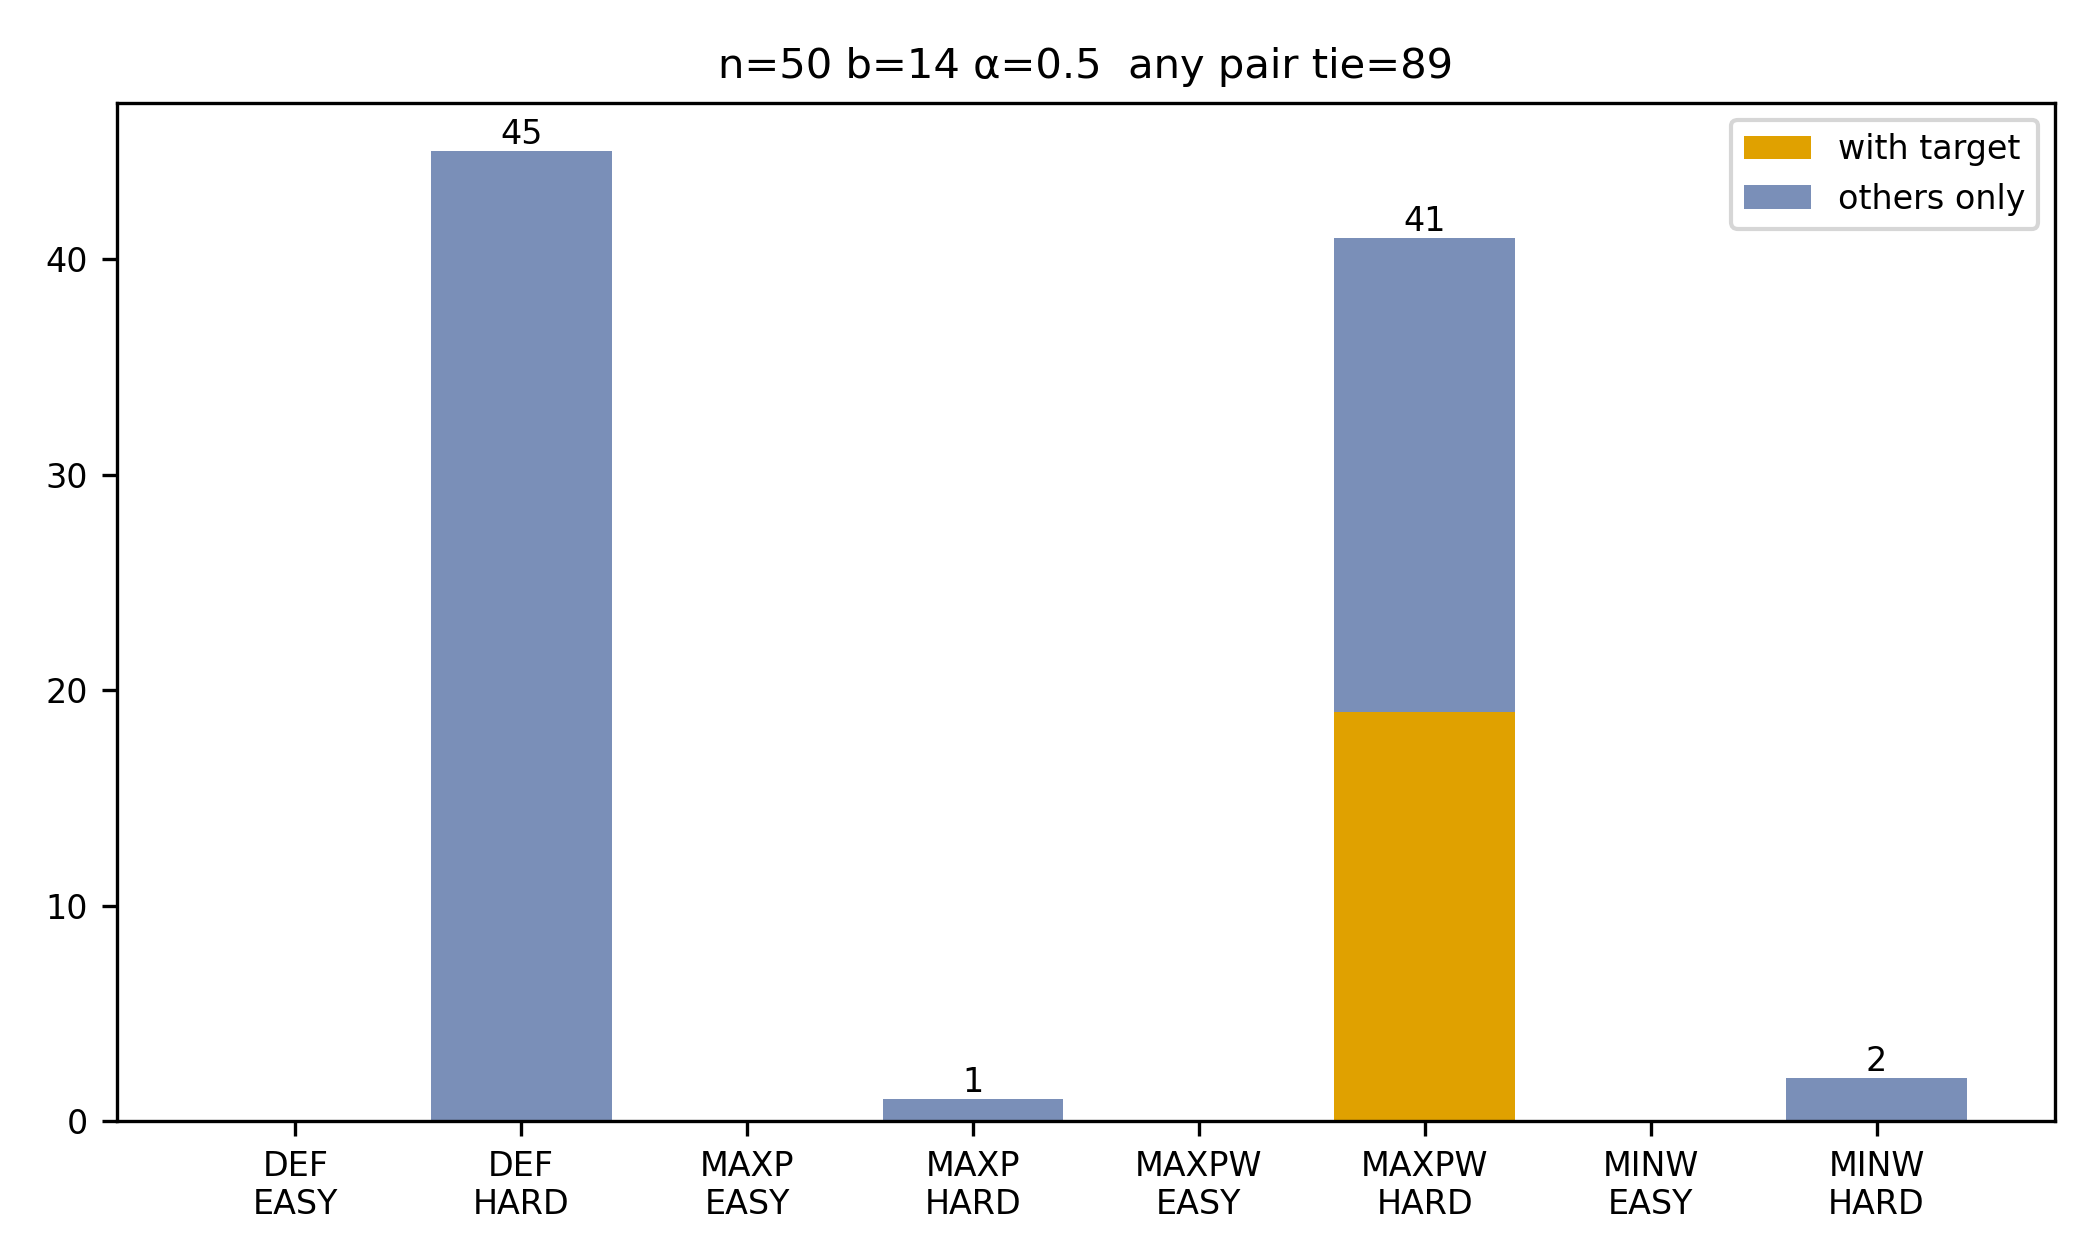 n=50 b=14 α=0.5  any pair tie=89
with target
others only
45
41
1
2
40
30
20
10
0
DEF EASY
DEF HARD
MAXP EASY
MAXP HARD
MAXPW EASY
MAXPW HARD
MINW EASY
MINW HARD